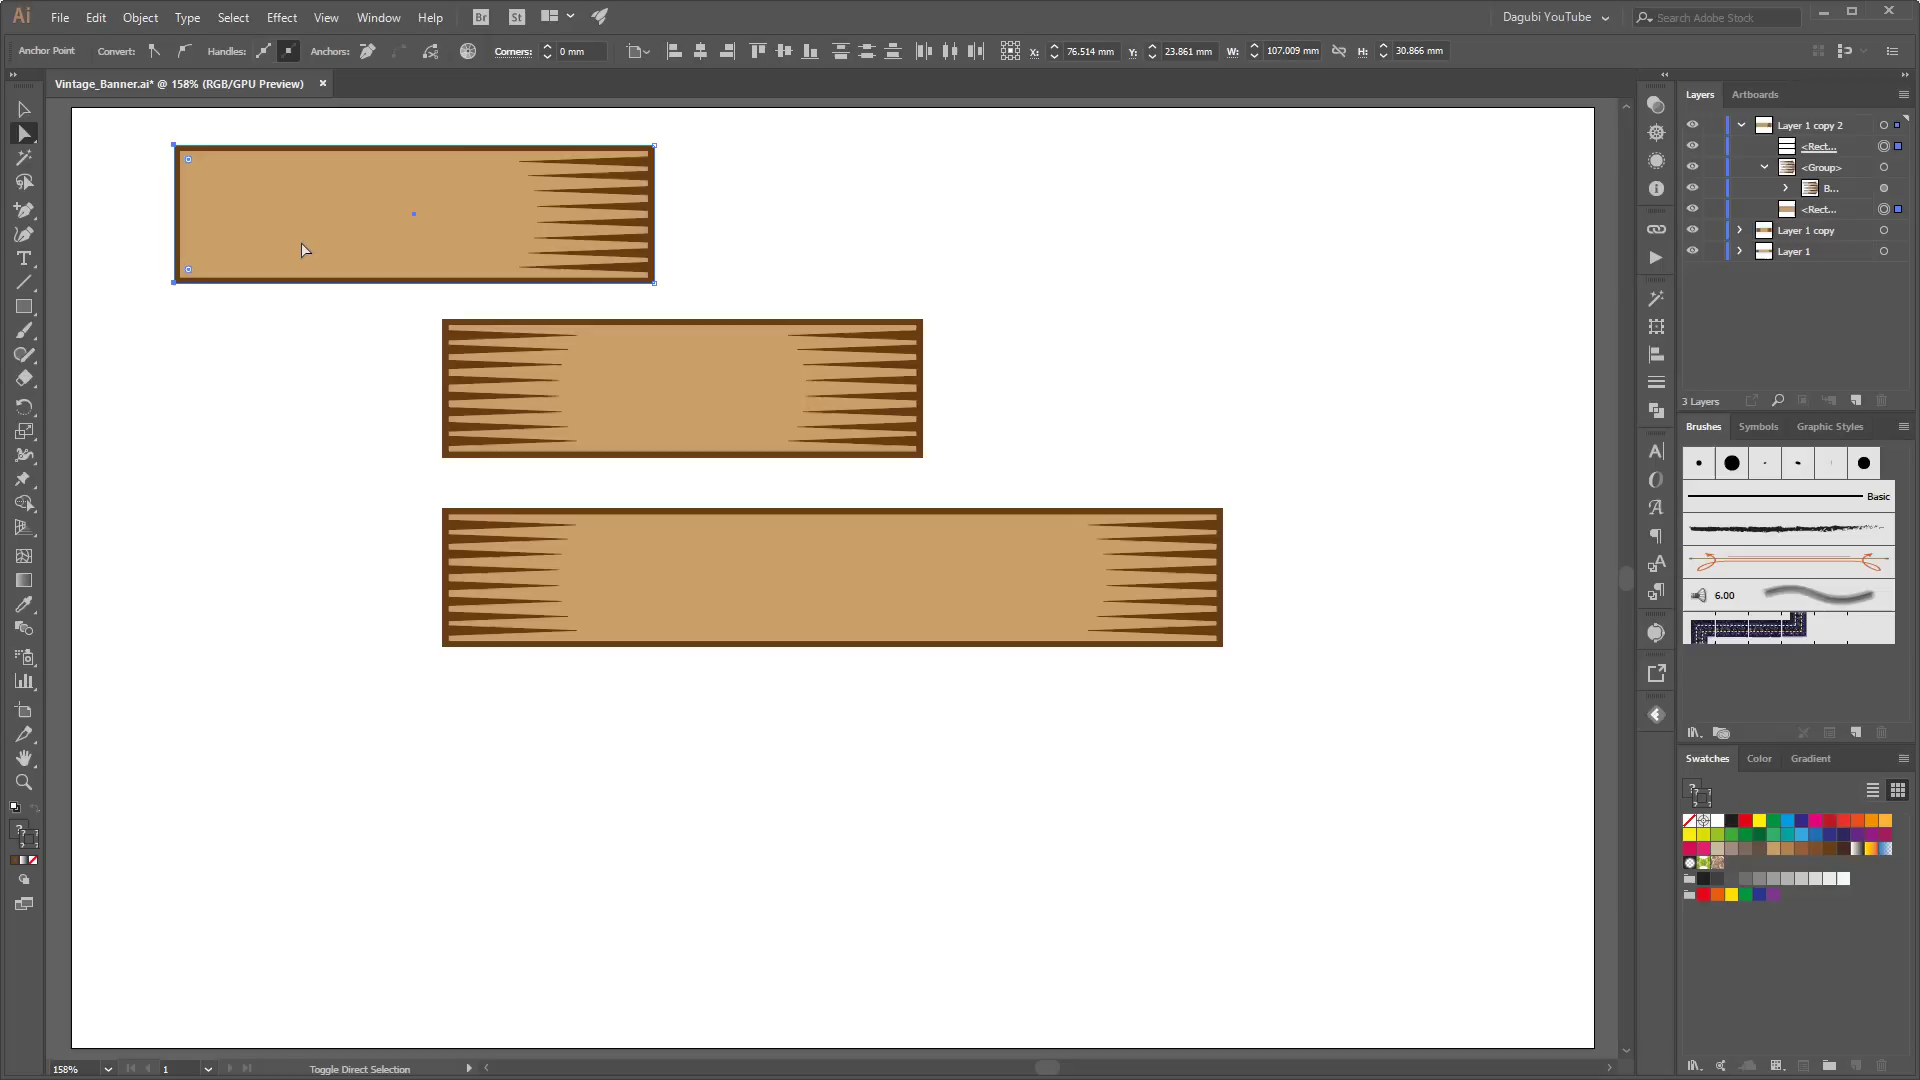 Ai File Edit Object Type Select Effect View Window Help Br St Dagubi YouTube Search Adobe Stock
Anchor Point Convert: Handles: Anchors: Corners: 0 mm X: 76.514 mm Y: 23.861 mm W: 107.009 mm H: 30.866 mm
Vintage_Banner.ai* @ 158% (RGB/GPU Preview)
Layers Artboards
Layer 1 copy 2
<Rect...
<Group>
B...
<Rect...
Layer 1 copy
Layer 1
3 Layers
Brushes Symbols Graphic Styles
Basic
6.00
Swatches Color Gradient
158% 1 Toggle Direct Selection